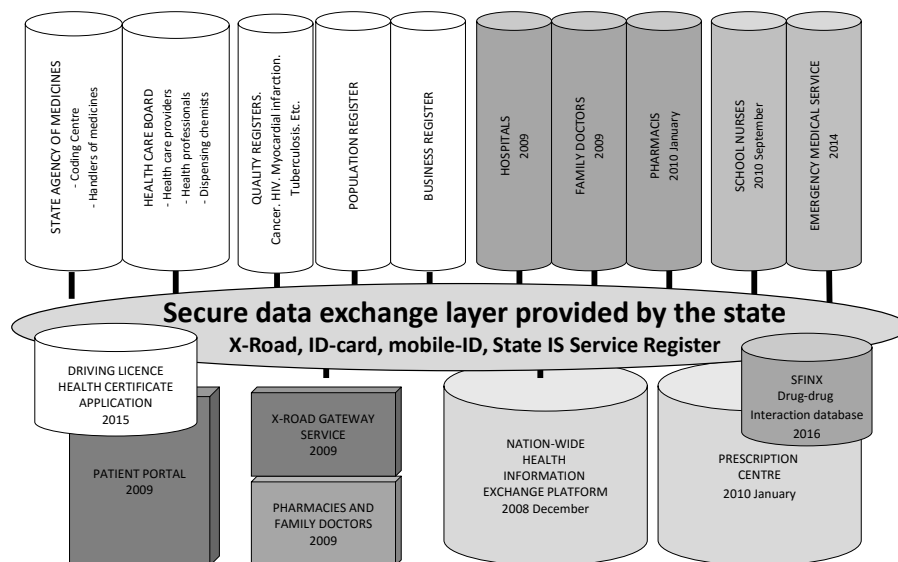 STATE AGENCY OF MEDICINES
- Coding Centre
- Handlers of medicines
HEALTH CARE BOARD
- Health care providers
- Health professionals
- Dispensing chemists
QUALITY REGISTERS.
Cancer. HIV. Myocardial infarction.
Tuberculosis. Etc.
POPULATION REGISTER
BUSINESS REGISTER
HOSPITALS
2009
FAMILY DOCTORS
2009
PHARMACIS
2010 January
SCHOOL NURSES
2010 September
EMERGENCY MEDICAL SERVICE
2014
Secure data exchange layer provided by the state
X-Road, ID-card, mobile-ID, State IS Service Register
DRIVING LICENCE
HEALTH CERTIFICATE
APPLICATION
2015
PATIENT PORTAL
2009
X-ROAD GATEWAY
SERVICE
2009
PHARMACIES AND
FAMILY DOCTORS
2009
NATION-WIDE
HEALTH
INFORMATION
EXCHANGE PLATFORM
2008 December
SFINX
Drug-drug
Interaction database
2016
PRESCRIPTION
CENTRE
2010 January